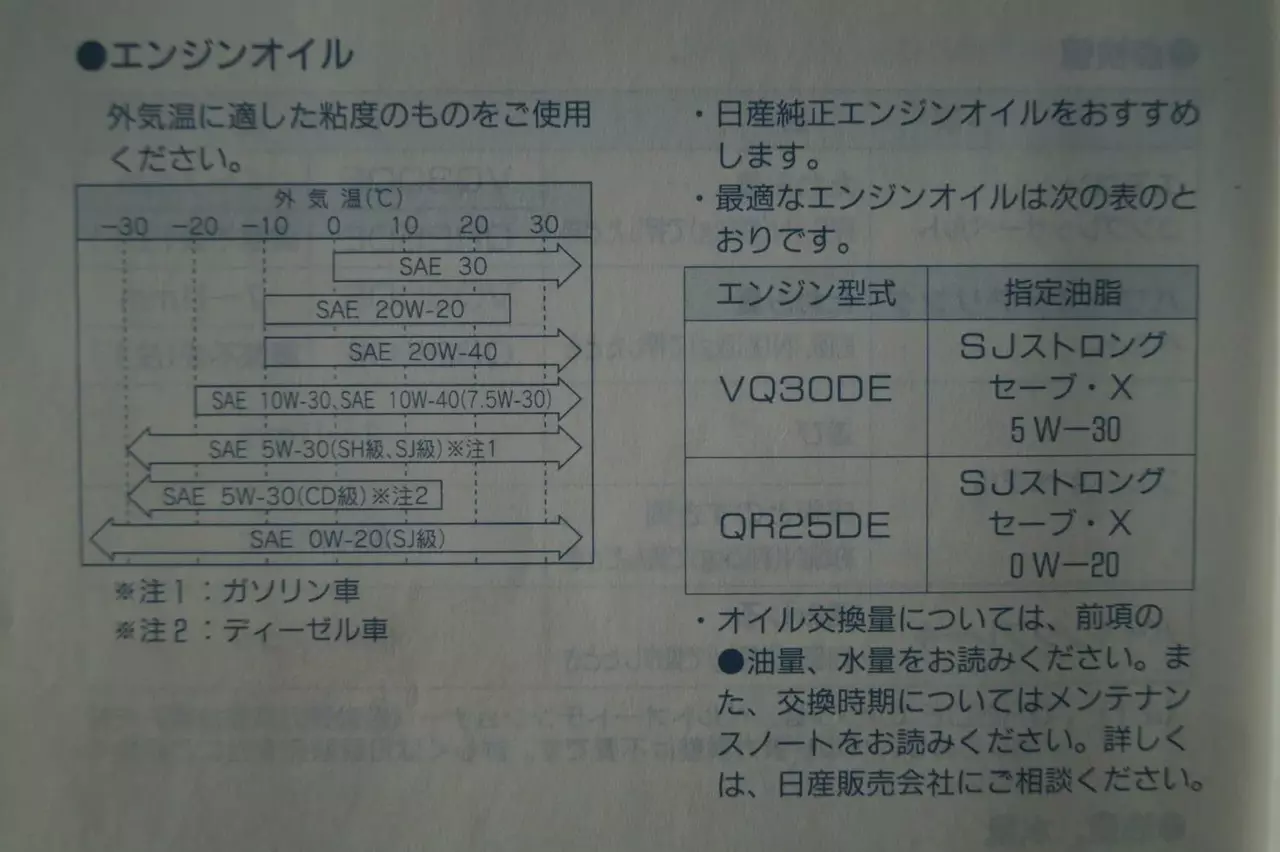 ●エンジンオイル
外気温に適した粘度のものをご使用
ください。
外気温(℃)
−30 −20 −10 0 10 20 30
SAE 30
SAE 20W-20
SAE 20W-40
SAE 10W-30、SAE 10W-40(7.5W-30)
SAE 5W-30(SH級、SJ級)※注1
SAE 5W-30(CD級)※注2
SAE 0W-20(SJ級)
※注1：ガソリン車
※注2：ディーゼル車
・日産純正エンジンオイルをおすすめ
します。
・最適なエンジンオイルは次の表のと
おりです。
エンジン型式 指定油脂
VQ30DE
SJストロング
セーブ・X
5W−30
QR25DE
SJストロング
セーブ・X
0W−20
・オイル交換量については、前項の
●油量、水量をお読みください。ま
た、交換時期についてはメンテナン
スノートをお読みください。詳しく
は、日産販売会社にご相談ください。